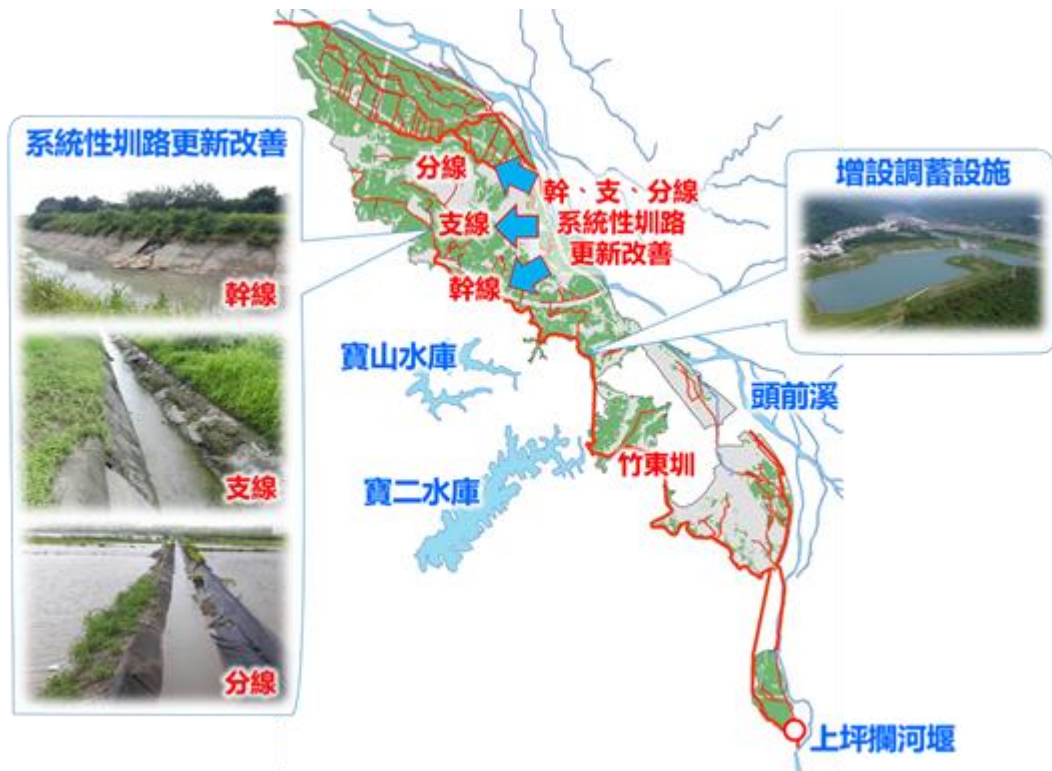 系統性圳路更新改善
幹線
支線
分線
分線
支線
幹線
幹、支、分線
系統性圳路
更新改善
增設調蓄設施
寶山水庫
寶二水庫
頭前溪
竹東圳
上坪攔河堰